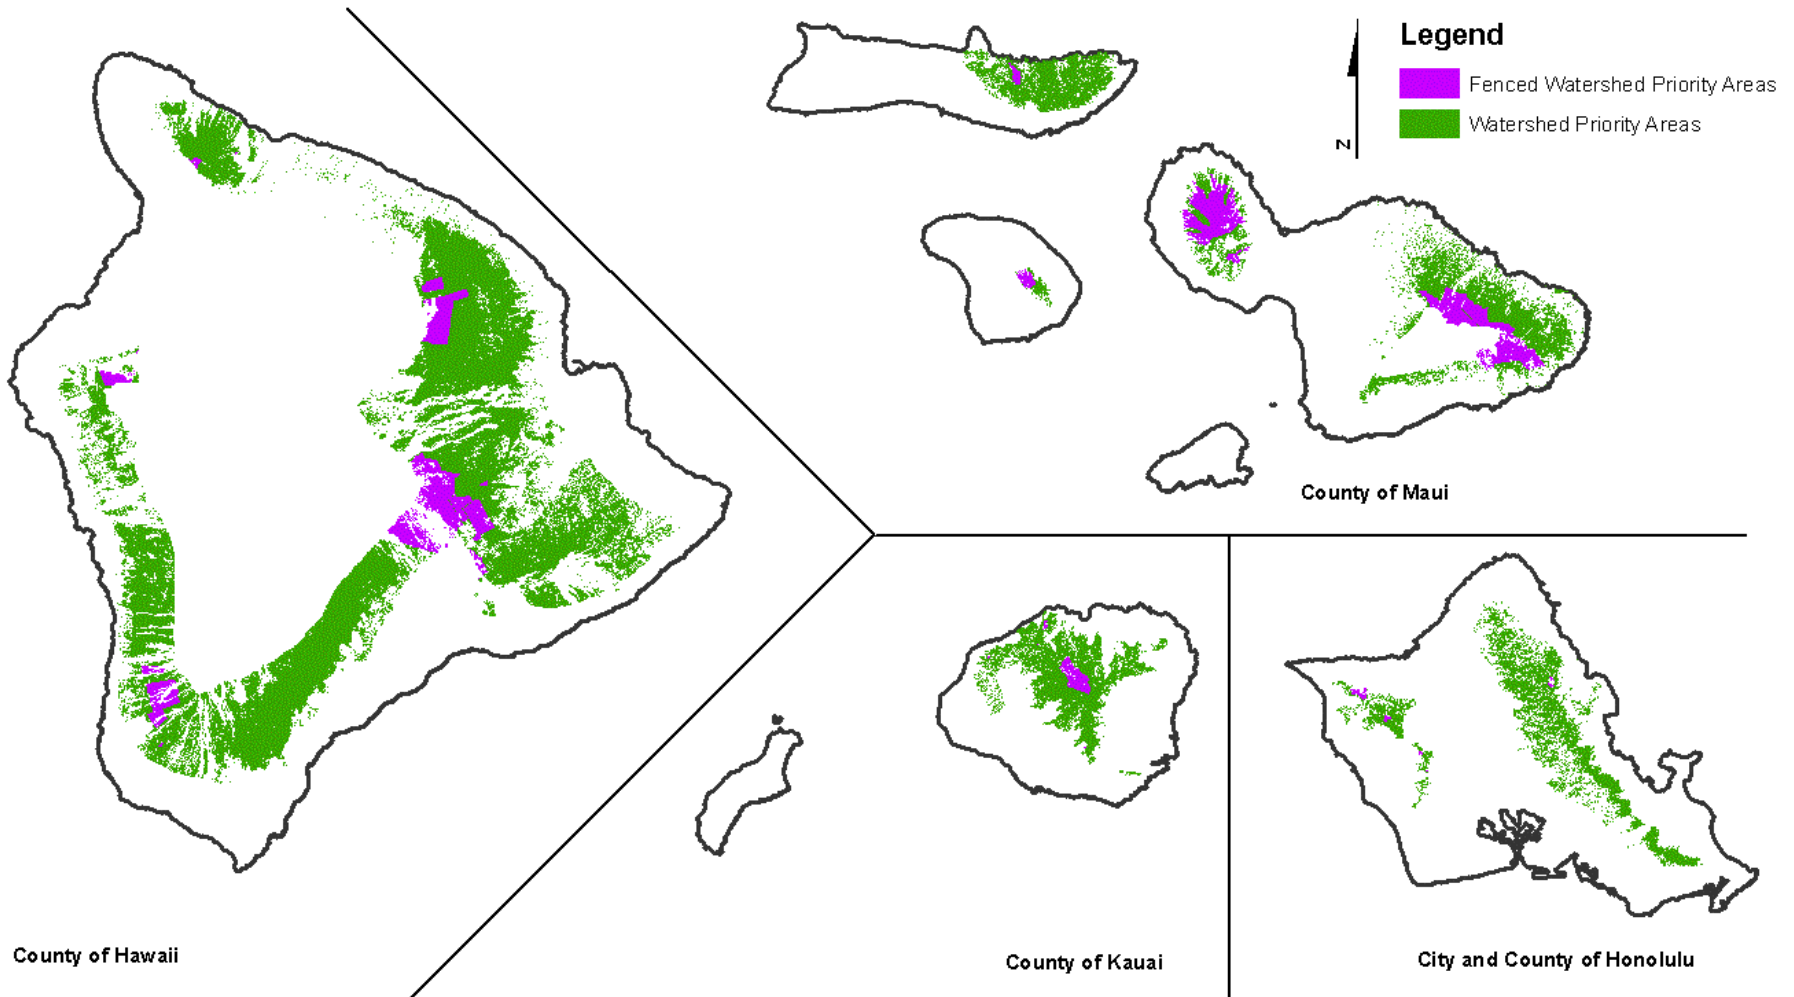 Legend
Fenced Watershed Priority Areas
Watershed Priority Areas
N
County of Maui
County of Hawaii
County of Kauai
City and County of Honolulu